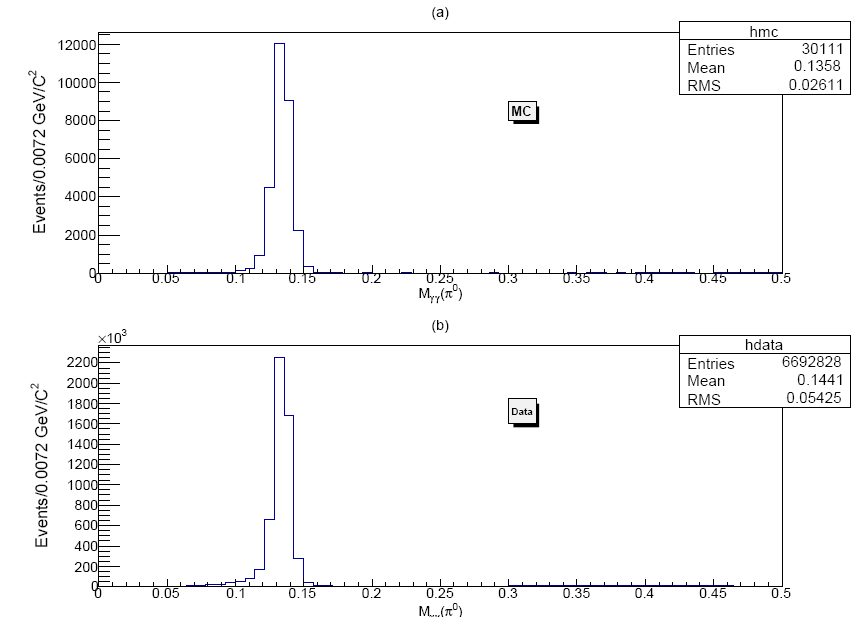 (a)
Events/0.0072 GeV/C²
12000
10000
8000
6000
4000
2000
0
hmc
Entries 30111
Mean 0.1358
RMS 0.02611
MC
0 0.05 0.1 0.15 0.2 0.25 0.3 0.35 0.4 0.45 0.5
Mγγ(π⁰)
(b)
×10³
Events/0.0072 GeV/C²
2200
2000
1800
1600
1400
1200
1000
800
600
400
200
0
hdata
Entries 6692828
Mean 0.1441
RMS 0.05425
Data
0 0.05 0.1 0.15 0.2 0.25 0.3 0.35 0.4 0.45 0.5
M (π⁰)